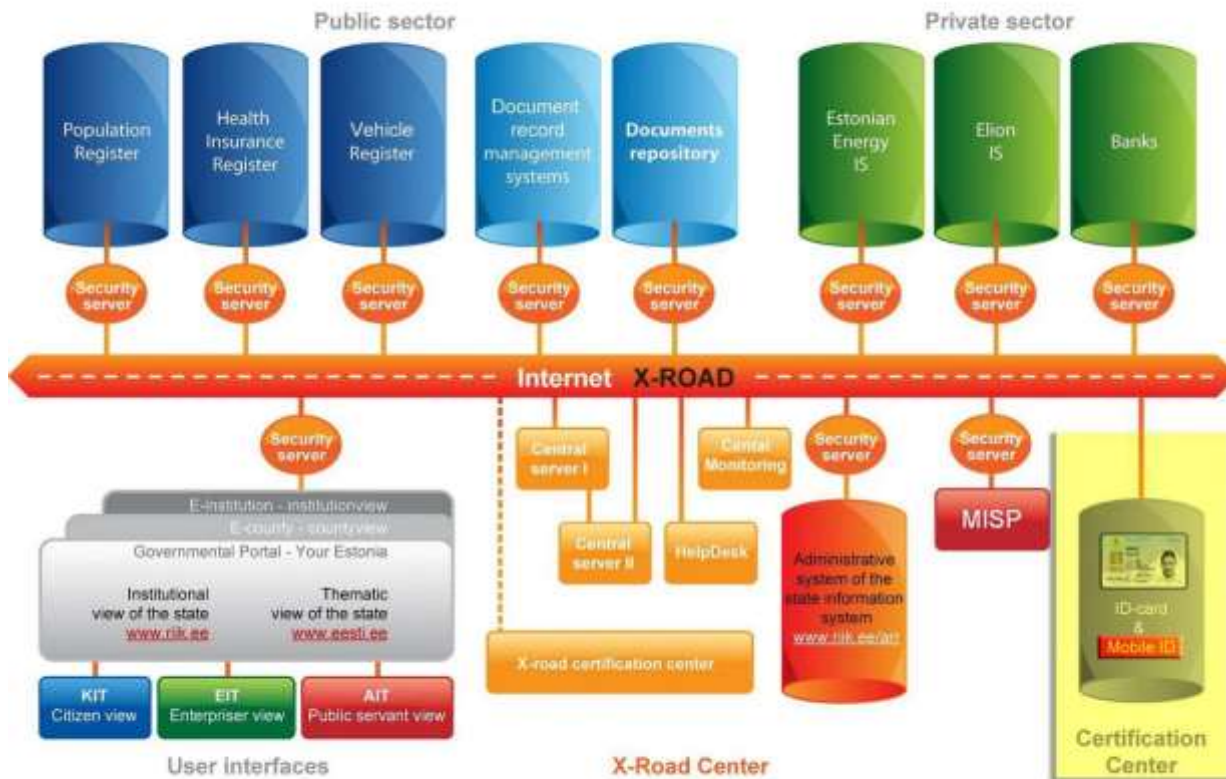 Public sector
Private sector
Population
Register
Health
Insurance
Register
Vehicle
Register
Document
record
management
systems
Documents
repository
Estonian
Energy
IS
Elion
IS
Banks
Security
server
Security
server
Security
server
Security
server
Security
server
Security
server
Security
server
Security
server
Internet X-ROAD
Security
server
Central
server I
Cental
Monitoring
Security
server
Security
server
E-institution - institutionview
E-county - countyview
Governmental Portal - Your Estonia
Institutional
view of the state
www.riik.ee
Thematic
view of the state
www.eesti.ee
Central
server II
HelpDesk
MISP
Administrative
system of the
state information
system
www.riik.ee/arr
ID-card
&
Mobile ID
X-road certification center
KIT
Citizen view
EIT
Enterpriser view
AIT
Public servant view
User interfaces
X-Road Center
Certification
Center